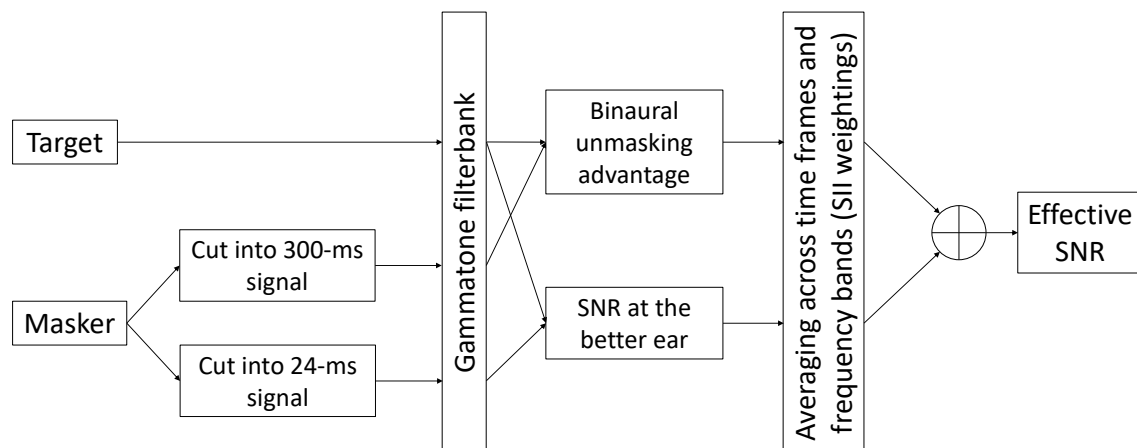 Target
Masker
Cut into 300-ms
signal
Cut into 24-ms
signal
Gammatone filterbank
Binaural
unmasking
advantage
SNR at the
better ear
Averaging across time frames and
frequency bands (SII weightings)
Effective
SNR